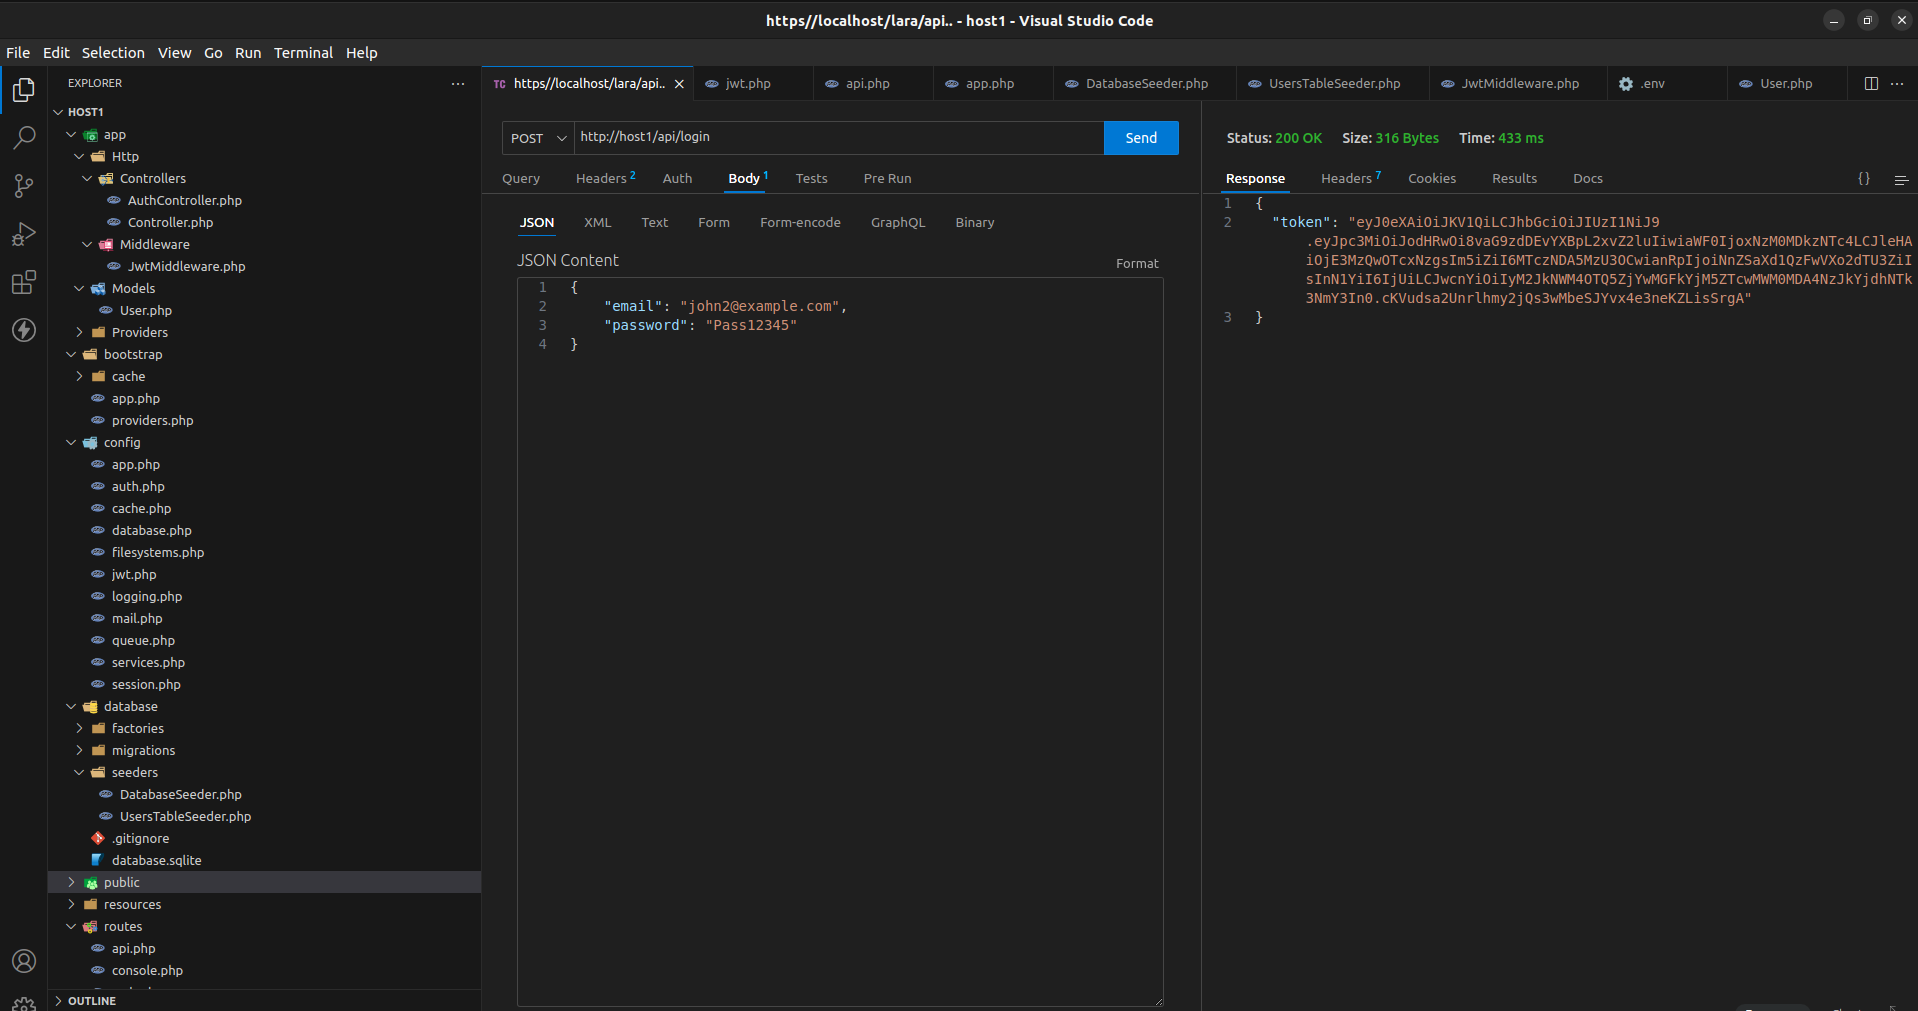 https//localhost/lara/api.. - host1 - Visual Studio Code
File Edit Selection View Go Run Terminal Help
EXPLORER
HOST1
app
Http
Controllers
AuthController.php
Controller.php
Middleware
JwtMiddleware.php
Models
User.php
Providers
bootstrap
cache
app.php
providers.php
config
app.php
auth.php
cache.php
database.php
filesystems.php
jwt.php
logging.php
mail.php
queue.php
services.php
session.php
database
factories
migrations
seeders
DatabaseSeeder.php
UsersTableSeeder.php
.gitignore
database.sqlite
public
resources
routes
api.php
console.php
OUTLINE
TC https//localhost/lara/api.. jwt.php api.php app.php DatabaseSeeder.php UsersTableSeeder.php JwtMiddleware.php .env User.php
POST http://host1/api/login Send
Query Headers 2 Auth Body 1 Tests Pre Run
JSON XML Text Form Form-encode GraphQL Binary
JSON Content Format
1 {
2 "email": "john2@example.com",
3 "password": "Pass12345"
4 }
Status: 200 OK Size: 316 Bytes Time: 433 ms
Response Headers 7 Cookies Results Docs {}
1 {
2 "token": "eyJ0eXAiOiJKV1QiLCJhbGciOiJIUzI1NiJ9
.eyJpc3MiOiJodHRwOi8vaG9zdDEvYXBpL2xvZ2luIiwiaWF0IjoxNzM0MDkzNTc4LCJleHA
iOjE3MzQwOTcxNzgsIm5iZiI6MTczNDA5MzU3OCwianRpIjoiNnZSaXd1QzFwVXo2dTU3ZiI
sInN1YiI6IjUiLCJwcnYiOiIyM2JkNWM4OTQ5ZjYwMGFkYjM5ZTcwMWM0MDA4NzJkYjdhNTk
3NmY3In0.cKVudsa2Unrlhmy2jQs3wMbeSJYvx4e3neKZLisSrgA"
3 }